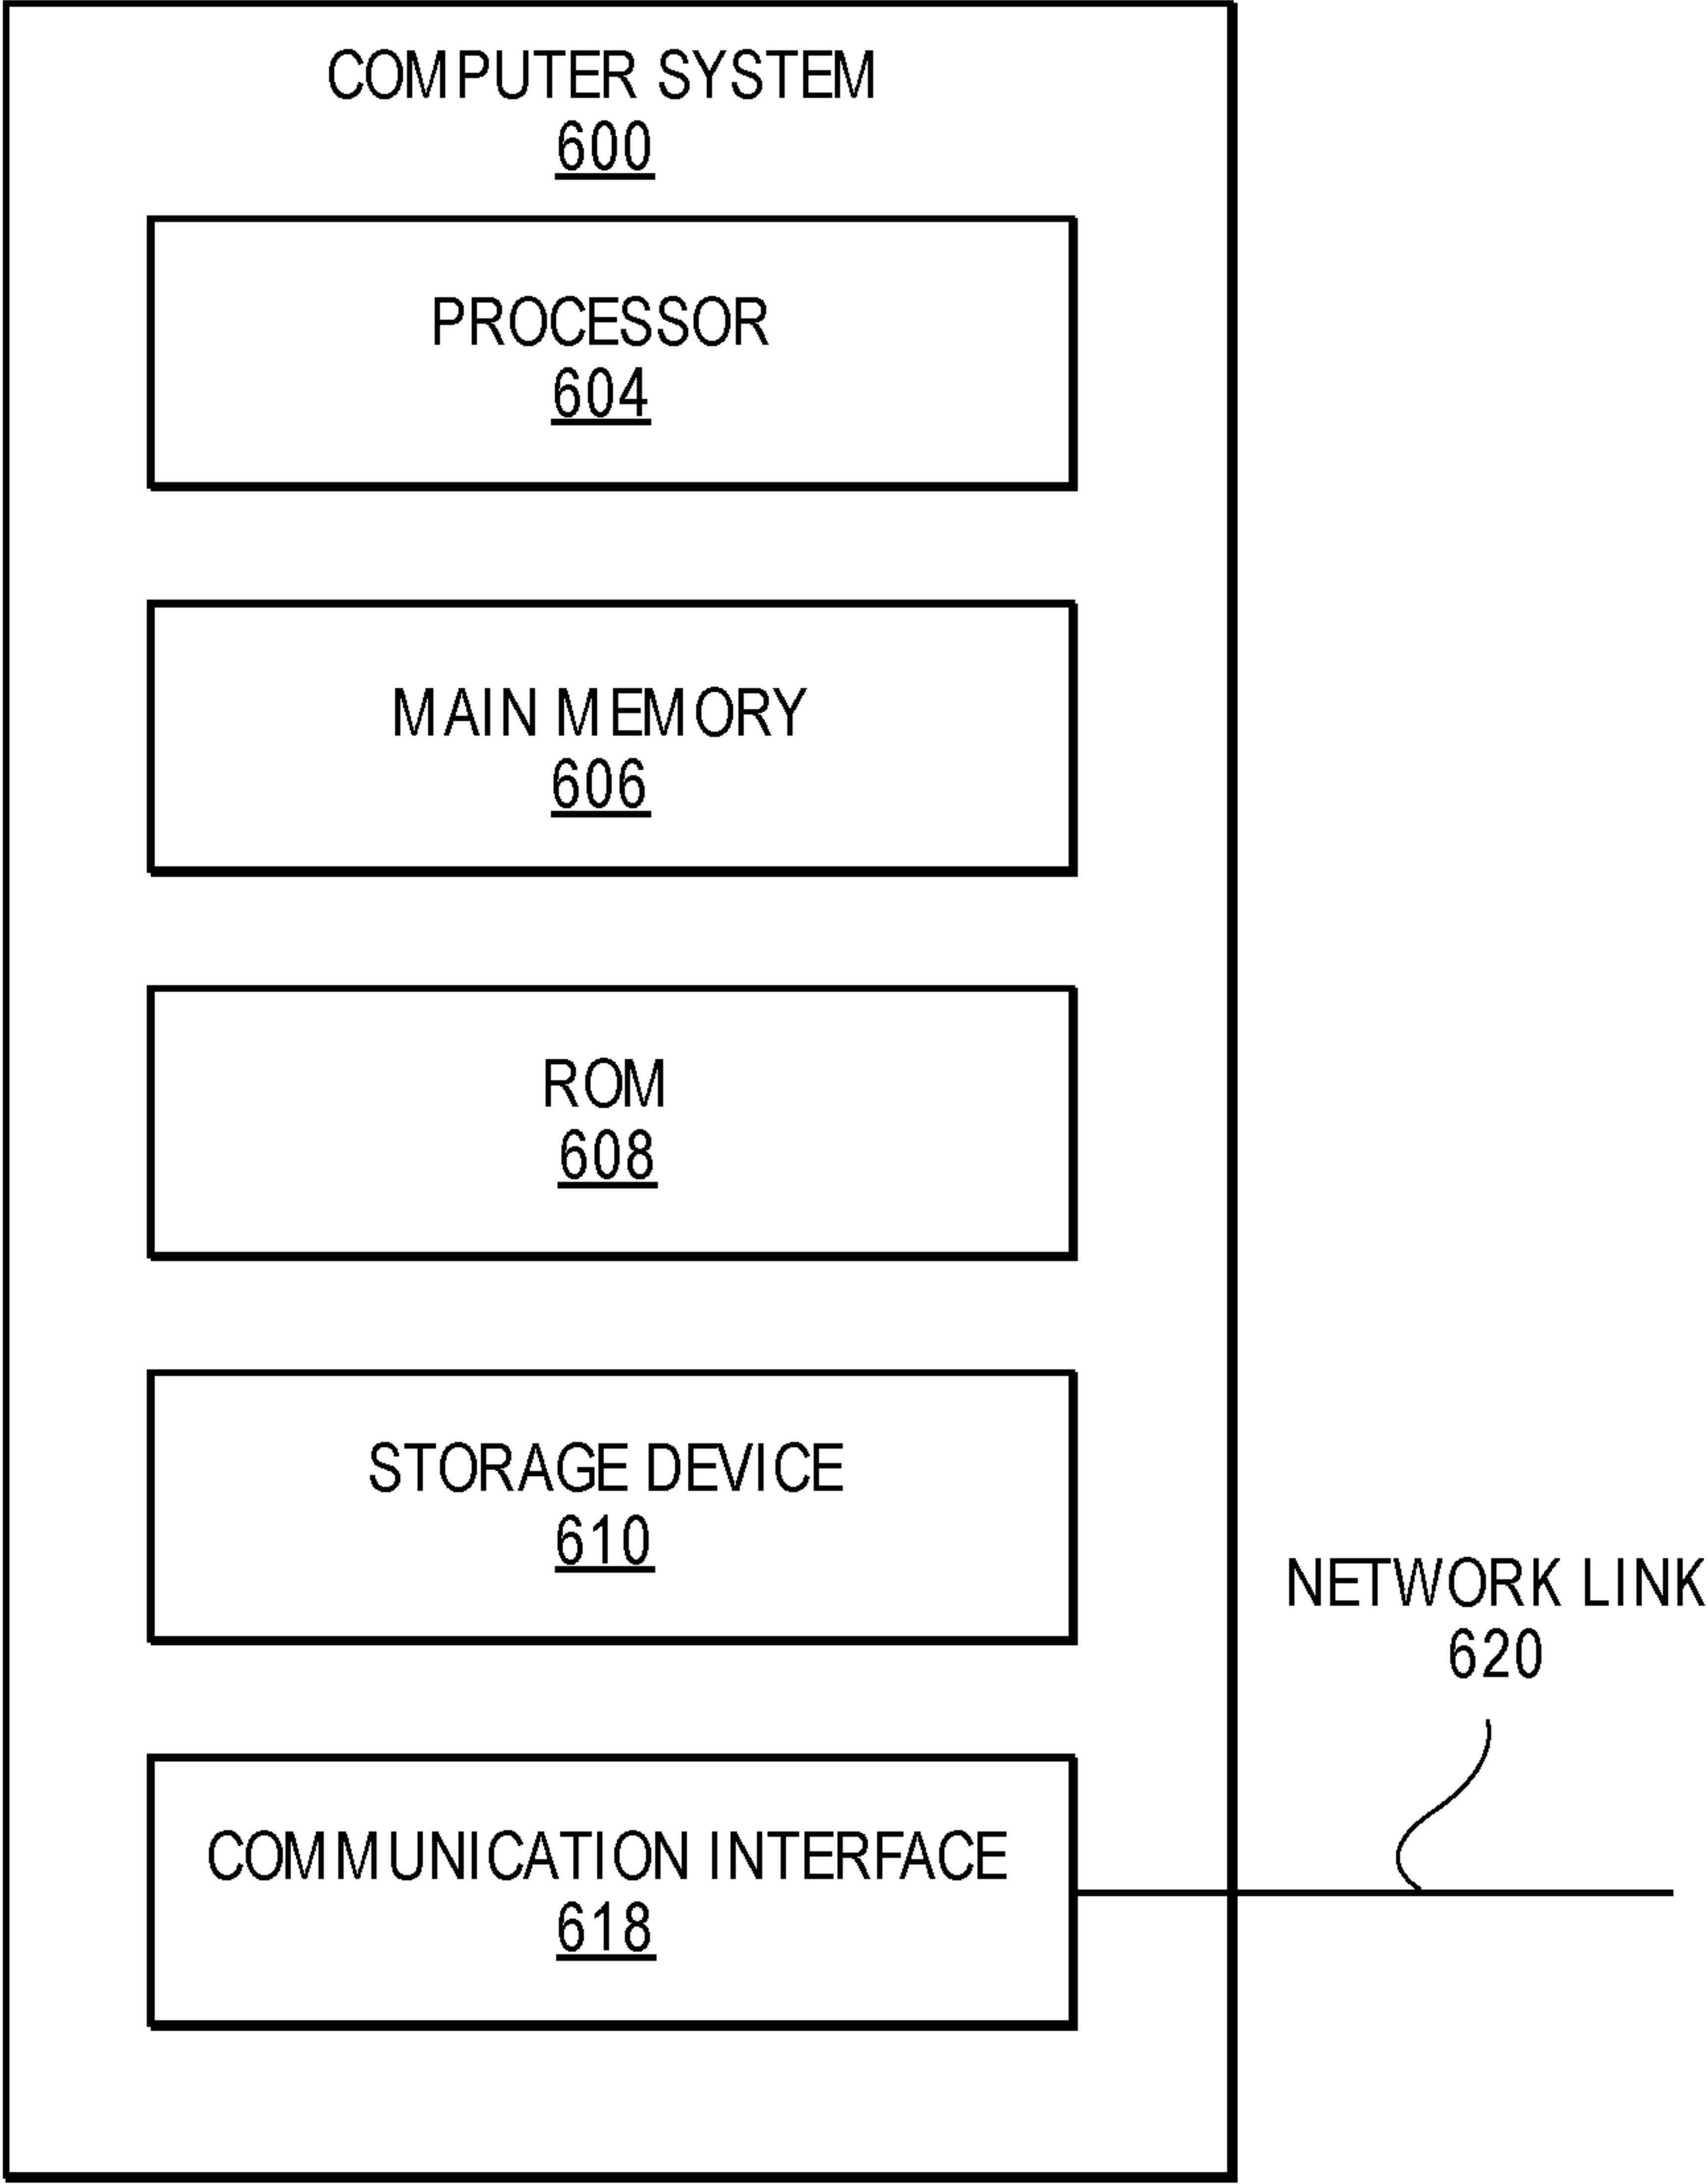 COMPUTER SYSTEM
600
PROCESSOR
604
MAIN MEMORY
606
ROM
608
STORAGE DEVICE
610
NETWORK LINK
620
COMMUNICATION INTERFACE
618